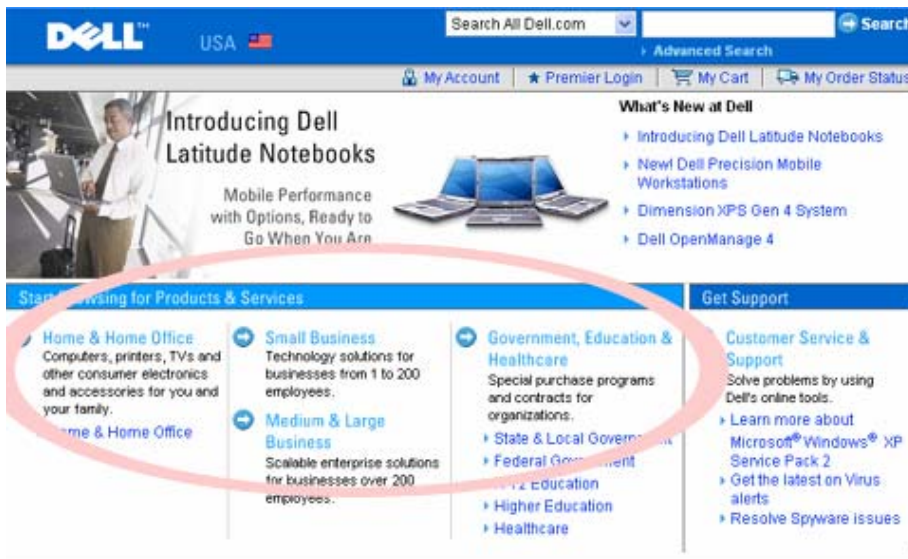 DELL™
USA
Search All Dell.com
Search
Advanced Search
My Account
Premier Login
My Cart
My Order Status
Introducing Dell
Latitude Notebooks
Mobile Performance
with Options, Ready to
Go When You Are
What's New at Dell
Introducing Dell Latitude Notebooks
New! Dell Precision Mobile
Workstations
Dimension XPS Gen 4 System
Dell OpenManage 4
Start Browsing for Products & Services
Home & Home Office
Computers, printers, TVs and
other consumer electronics
and accessories for you and
your family.
Home & Home Office
Small Business
Technology solutions for
businesses from 1 to 200
employees.
Medium & Large
Business
Scalable enterprise solutions
for businesses over 200
employees.
Government, Education &
Healthcare
Special purchase programs
and contracts for
organizations.
State & Local Government
Federal Government
K-12 Education
Higher Education
Healthcare
Get Support
Customer Service &
Support
Solve problems by using
Dell's online tools.
Learn more about
Microsoft® Windows® XP
Service Pack 2
Get the latest on Virus
alerts
Resolve Spyware issues